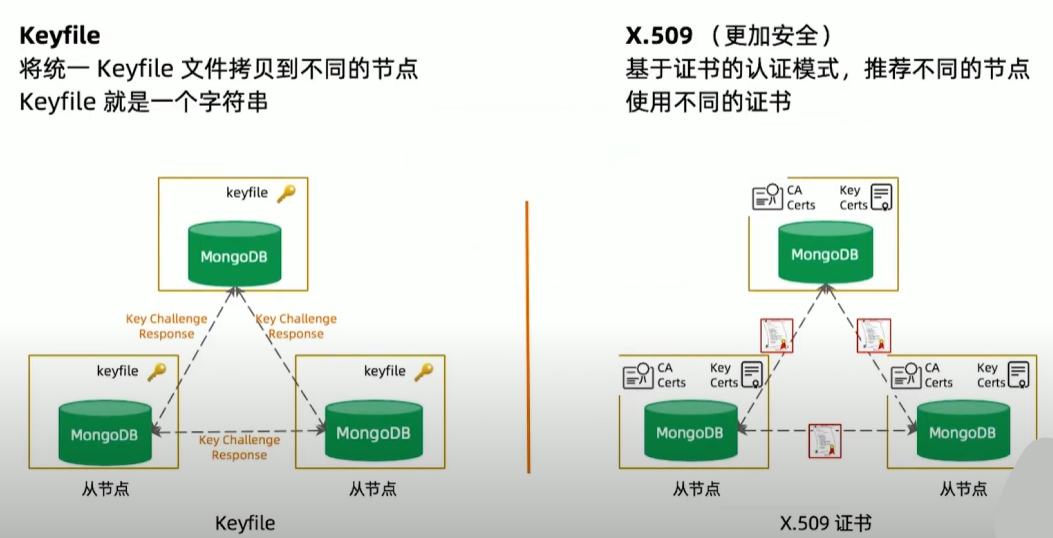 Keyfile
将统一 Keyfile 文件拷贝到不同的节点
Keyfile 就是一个字符串
X.509 （更加安全）
基于证书的认证模式，推荐不同的节点
使用不同的证书
keyfile
MongoDB
Key Challenge
Response
Key Challenge
Response
keyfile
MongoDB
keyfile
MongoDB
Key Challenge
Response
从节点
从节点
Keyfile
CA
Certs
Key
Certs
MongoDB
CA
Certs
Key
Certs
MongoDB
CA
Certs
Key
Certs
MongoDB
从节点
从节点
X.509 证书